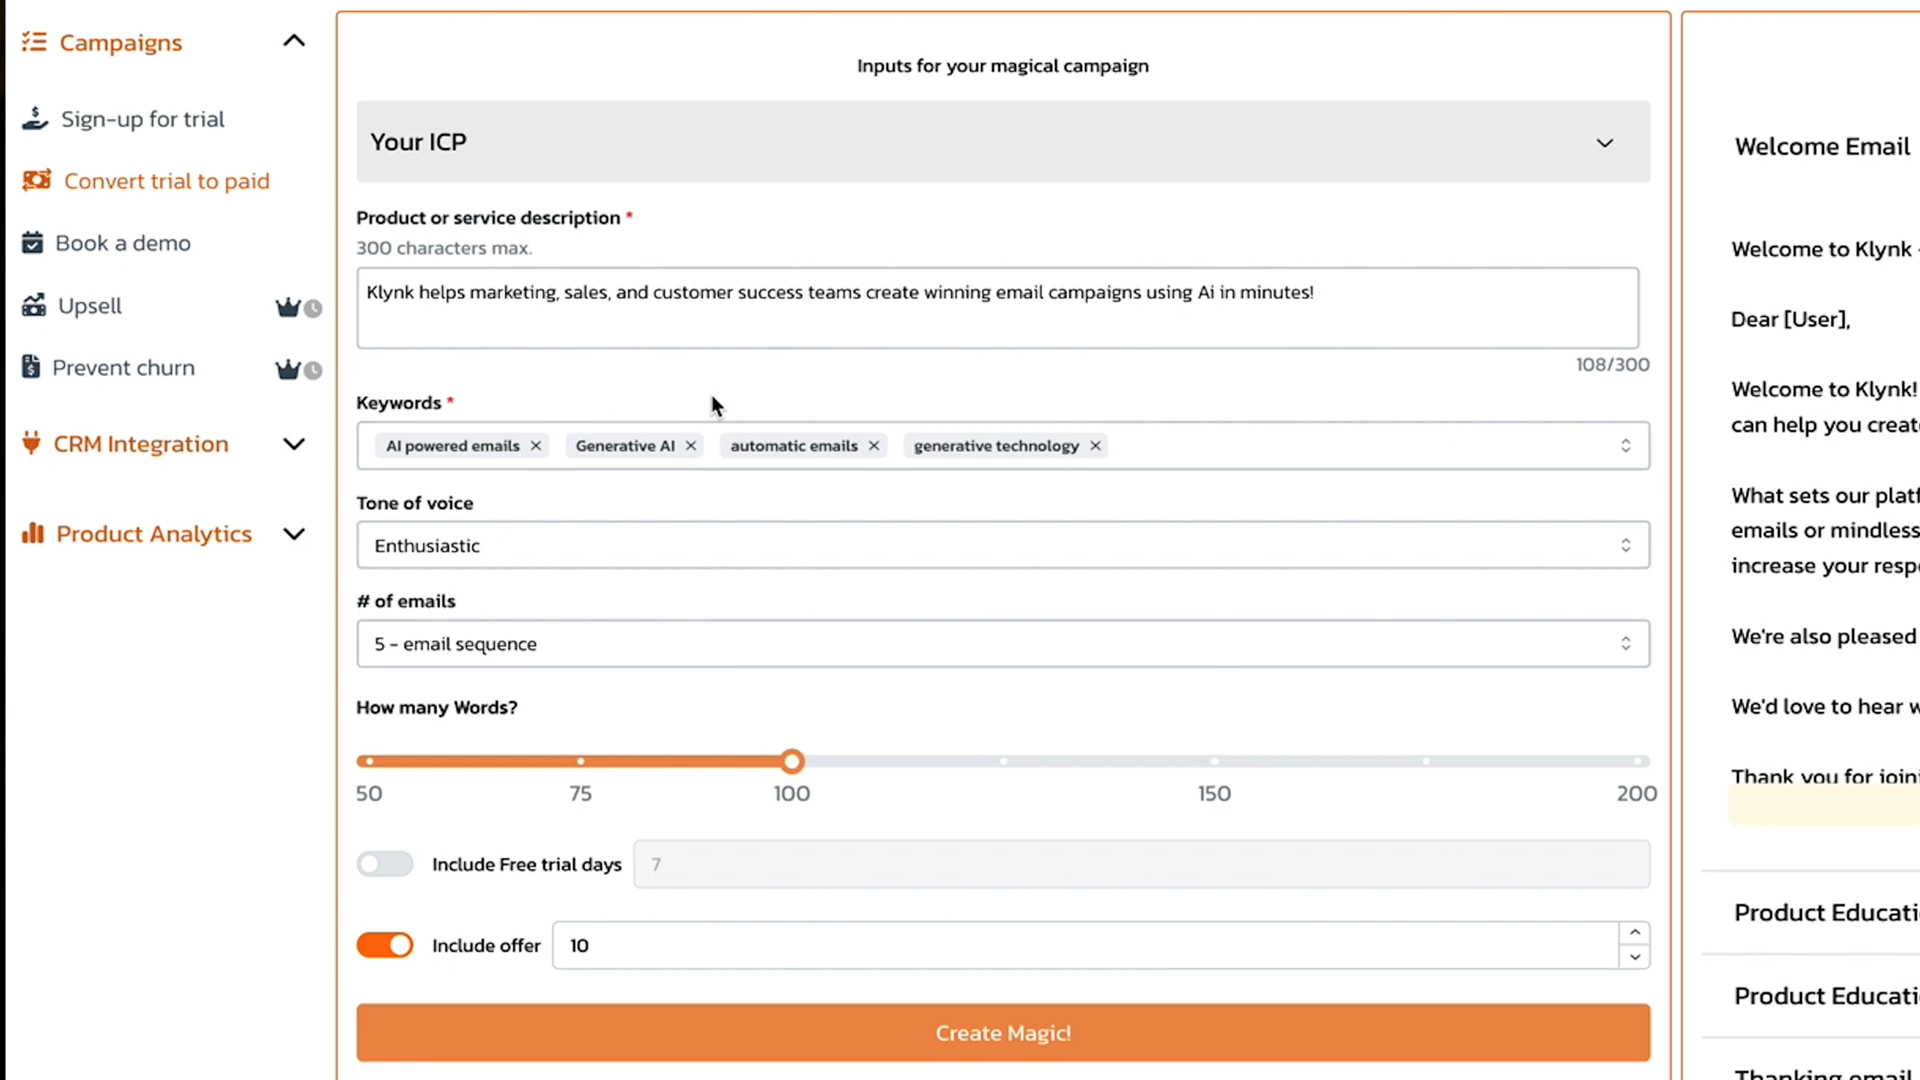 Campaigns
Sign-up for trial
Convert trial to paid
Book a demo
Upsell
Prevent churn
CRM Integration
Product Analytics
Inputs for your magical campaign
Your ICP
Product or service description *
300 characters max.
Klynk helps marketing, sales, and customer success teams create winning email campaigns using Ai in minutes!
108/300
Keywords *
AI powered emails Generative AI automatic emails generative technology
Tone of voice
Enthusiastic
# of emails
5 - email sequence
How many Words?
50 75 100 150 200
Include Free trial days 7
Include offer 10
Create Magic!
Welcome Email
Welcome to Klynk -
Dear [User],
Welcome to Klynk!
can help you create
What sets our
emails or mindless
increase your
We're also pleased
We'd love to hear
Thank you for
Product
Product
Thanking email